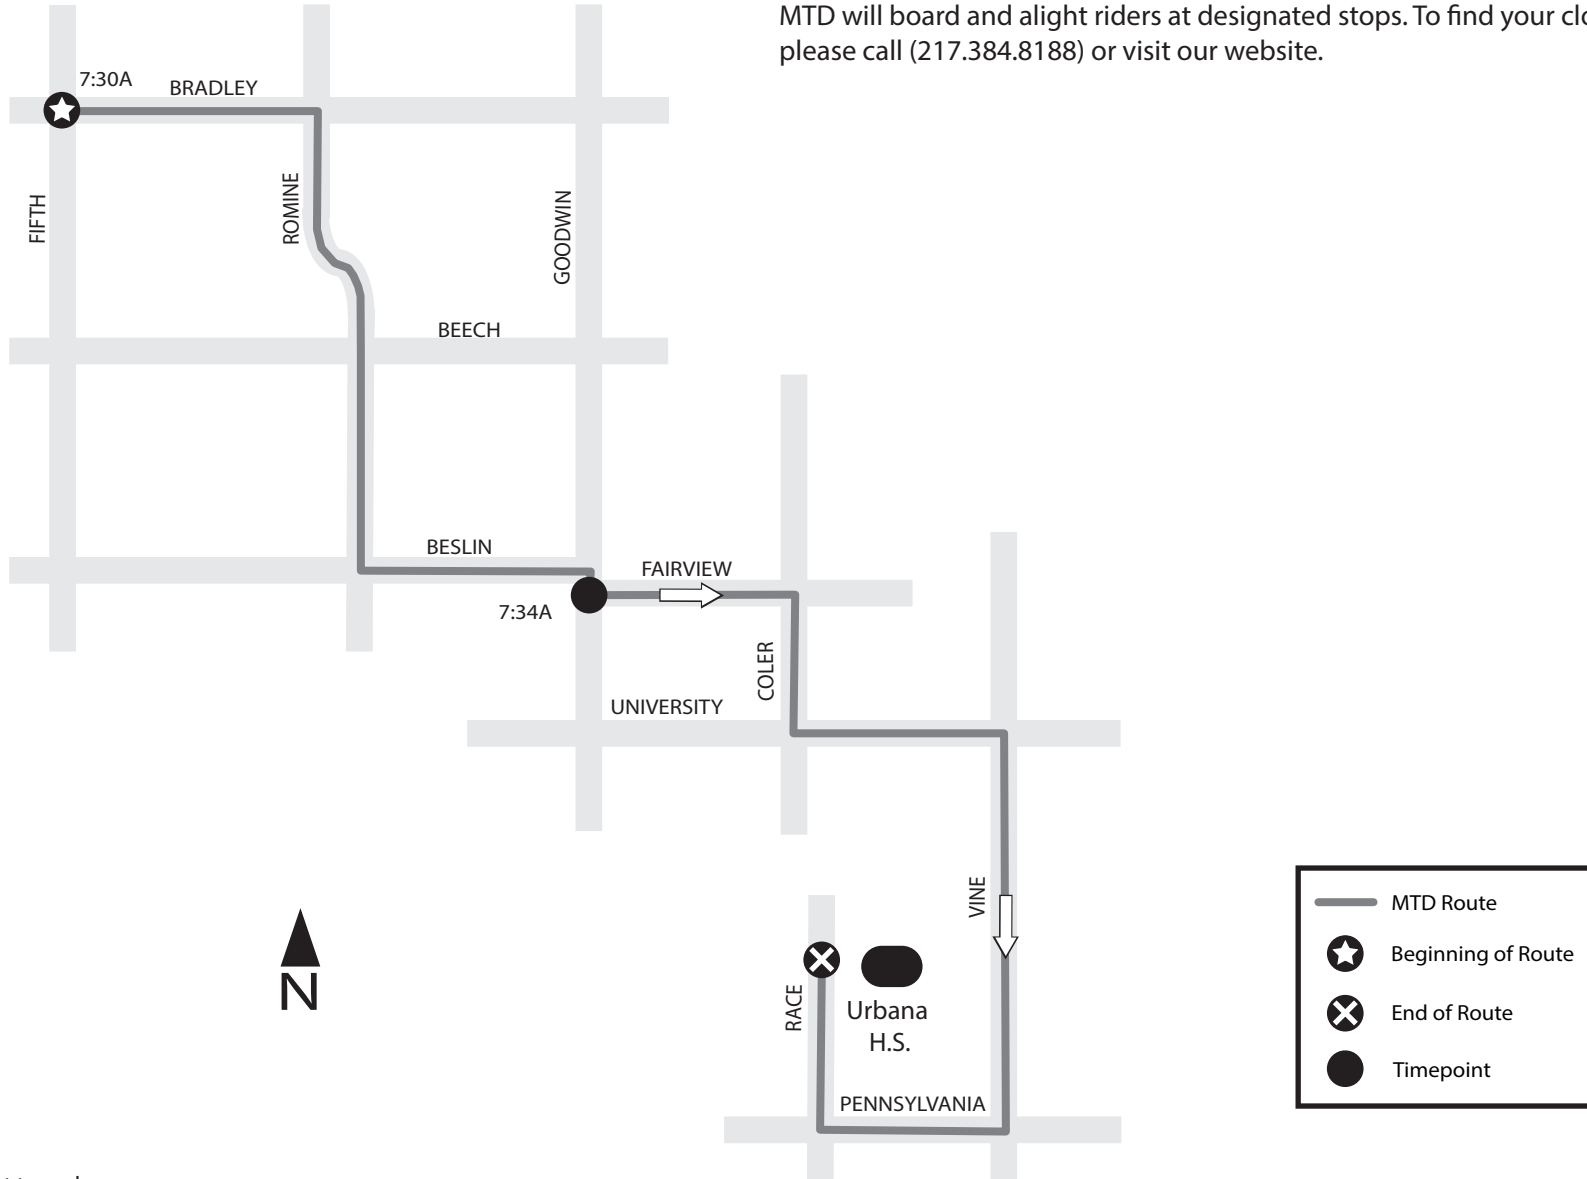 MTD will board and alight riders at designated stops. To find your clo
please call (217.384.8188) or visit our website.
7:30A
BRADLEY
FIFTH
ROMINE
GOODWIN
BEECH
BESLIN
FAIRVIEW
7:34A
COLER
UNIVERSITY
VINE
RACE
Urbana
H.S.
PENNSYLVANIA
N
MTD Route
Beginning of Route
End of Route
Timepoint